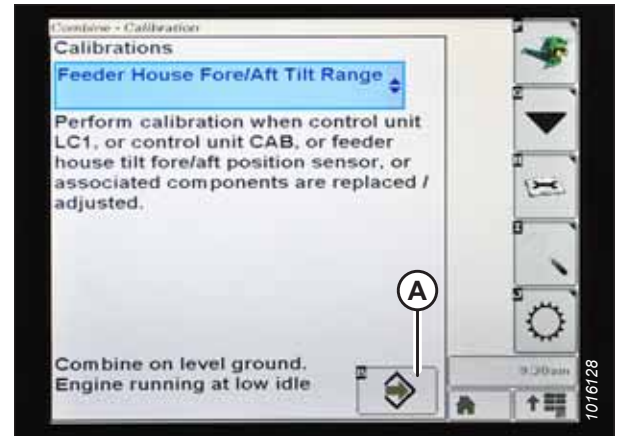 Combine - Calibration
Calibrations
Feeder House Fore/Aft Tilt Range
Perform calibration when control unit
LC1, or control unit CAB, or feeder
house tilt fore/aft position sensor, or
associated components are replaced /
adjusted.
A
Combine on level ground.
Engine running at low idle
9:20am
1016128